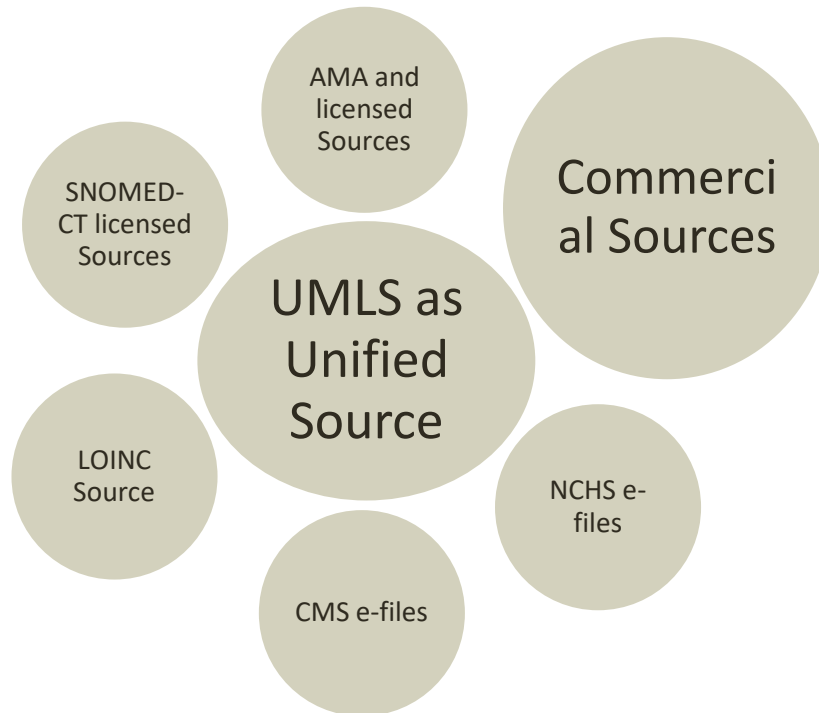 AMA and
licensed
Sources
Commerci
al Sources
SNOMED-
CT licensed
Sources
UMLS as
Unified
Source
LOINC
Source
NCHS e-
files
CMS e-files